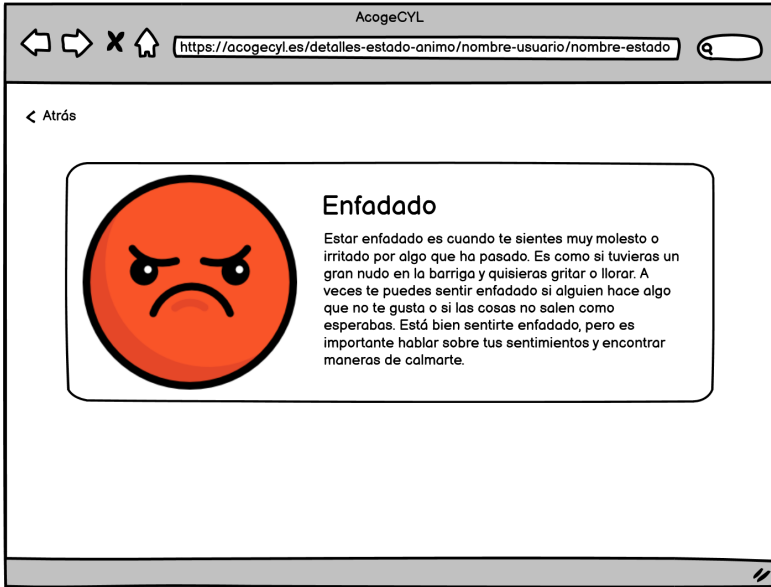 AcogeCYL
https://acogecyl.es/detalles-estado-animo/nombre-usuario/nombre-estado
Atrás
Enfadado
Estar enfadado es cuando te sientes muy molesto o
irritado por algo que ha pasado. Es como si tuvieras un
gran nudo en la barriga y quisieras gritar o llorar. A
veces te puedes sentir enfadado si alguien hace algo
que no te gusta o si las cosas no salen como
esperabas. Está bien sentirte enfadado, pero es
importante hablar sobre tus sentimientos y encontrar
maneras de calmarte.